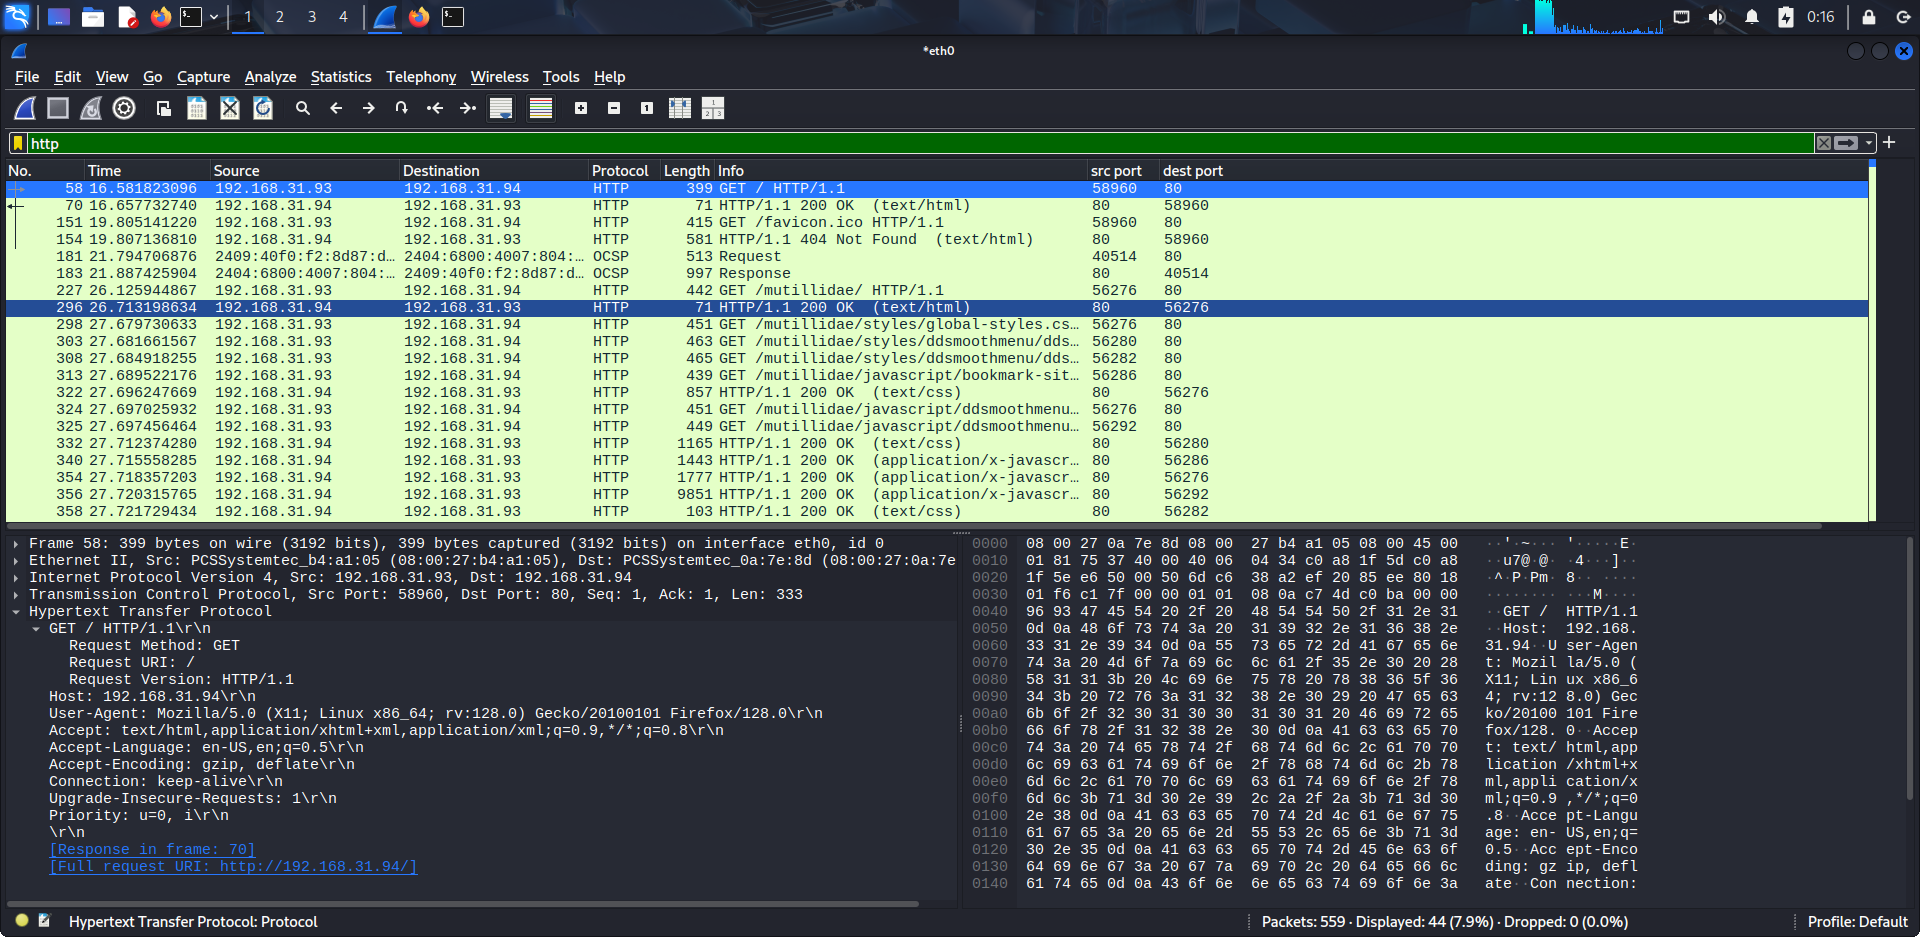 1 2 3 4 0:16
*eth0
File Edit View Go Capture Analyze Statistics Telephony Wireless Tools Help
http
No. Time Source Destination Protocol Length Info src port dest port
58 16.581823096 192.168.31.93 192.168.31.94 HTTP 399 GET / HTTP/1.1 58960 80
70 16.657732740 192.168.31.94 192.168.31.93 HTTP 71 HTTP/1.1 200 OK (text/html) 80 58960
151 19.805141220 192.168.31.93 192.168.31.94 HTTP 415 GET /favicon.ico HTTP/1.1 58960 80
154 19.807136810 192.168.31.94 192.168.31.93 HTTP 581 HTTP/1.1 404 Not Found (text/html) 80 58960
181 21.794706876 2409:40f0:f2:8d87:d… 2404:6800:4007:804:… OCSP 513 Request 40514 80
183 21.887425904 2404:6800:4007:804:… 2409:40f0:f2:8d87:d… OCSP 997 Response 80 40514
227 26.125944867 192.168.31.93 192.168.31.94 HTTP 442 GET /mutillidae/ HTTP/1.1 56276 80
296 26.713198634 192.168.31.94 192.168.31.93 HTTP 71 HTTP/1.1 200 OK (text/html) 80 56276
298 27.679730633 192.168.31.93 192.168.31.94 HTTP 451 GET /mutillidae/styles/global-styles.cs… 56276 80
303 27.681661567 192.168.31.93 192.168.31.94 HTTP 463 GET /mutillidae/styles/ddsmoothmenu/dds… 56280 80
308 27.684918255 192.168.31.93 192.168.31.94 HTTP 465 GET /mutillidae/styles/ddsmoothmenu/dds… 56282 80
313 27.689522176 192.168.31.93 192.168.31.94 HTTP 439 GET /mutillidae/javascript/bookmark-sit… 56286 80
322 27.696247669 192.168.31.94 192.168.31.93 HTTP 857 HTTP/1.1 200 OK (text/css) 80 56276
324 27.697025932 192.168.31.93 192.168.31.94 HTTP 451 GET /mutillidae/javascript/ddsmoothmenu… 56276 80
325 27.697456464 192.168.31.93 192.168.31.94 HTTP 449 GET /mutillidae/javascript/ddsmoothmenu… 56292 80
332 27.712374280 192.168.31.94 192.168.31.93 HTTP 1165 HTTP/1.1 200 OK (text/css) 80 56280
340 27.715558285 192.168.31.94 192.168.31.93 HTTP 1443 HTTP/1.1 200 OK (application/x-javascr… 80 56286
354 27.718357203 192.168.31.94 192.168.31.93 HTTP 1777 HTTP/1.1 200 OK (application/x-javascr… 80 56276
356 27.720315765 192.168.31.94 192.168.31.93 HTTP 9851 HTTP/1.1 200 OK (application/x-javascr… 80 56292
358 27.721729434 192.168.31.94 192.168.31.93 HTTP 103 HTTP/1.1 200 OK (text/css) 80 56282
Frame 58: 399 bytes on wire (3192 bits), 399 bytes captured (3192 bits) on interface eth0, id 0
Ethernet II, Src: PCSSystemtec_b4:a1:05 (08:00:27:b4:a1:05), Dst: PCSSystemtec_0a:7e:8d (08:00:27:0a:7e
Internet Protocol Version 4, Src: 192.168.31.93, Dst: 192.168.31.94
Transmission Control Protocol, Src Port: 58960, Dst Port: 80, Seq: 1, Ack: 1, Len: 333
Hypertext Transfer Protocol
GET / HTTP/1.1\r\n
Request Method: GET
Request URI: /
Request Version: HTTP/1.1
Host: 192.168.31.94\r\n
User-Agent: Mozilla/5.0 (X11; Linux x86_64; rv:128.0) Gecko/20100101 Firefox/128.0\r\n
Accept: text/html,application/xhtml+xml,application/xml;q=0.9,*/*;q=0.8\r\n
Accept-Language: en-US,en;q=0.5\r\n
Accept-Encoding: gzip, deflate\r\n
Connection: keep-alive\r\n
Upgrade-Insecure-Requests: 1\r\n
Priority: u=0, i\r\n
\r\n
[Response in frame: 70]
[Full request URI: http://192.168.31.94/]
0000 08 00 27 0a 7e 8d 08 00 27 b4 a1 05 08 00 45 00 ··'·~··· '·····E·
0010 01 81 75 37 40 00 40 06 04 34 c0 a8 1f 5d c0 a8 ··u7@·@· ·4···]··
0020 1f 5e e6 50 00 50 6d c6 38 a2 ef 20 85 ee 80 18 ·^·P·Pm· 8·· ····
0030 01 f6 c1 7f 00 00 01 01 08 0a c7 4d c0 ba 00 00 ········ ···M····
0040 96 93 47 45 54 20 2f 20 48 54 54 50 2f 31 2e 31 ··GET / HTTP/1.1
0050 0d 0a 48 6f 73 74 3a 20 31 39 32 2e 31 36 38 2e ··Host: 192.168.
0060 33 31 2e 39 34 0d 0a 55 73 65 72 2d 41 67 65 6e 31.94··U ser-Agen
0070 74 3a 20 4d 6f 7a 69 6c 6c 61 2f 35 2e 30 20 28 t: Mozil la/5.0 (
0080 58 31 31 3b 20 4c 69 6e 75 78 20 78 38 36 5f 36 X11; Lin ux x86_6
0090 34 3b 20 72 76 3a 31 32 38 2e 30 29 20 47 65 63 4; rv:12 8.0) Gec
00a0 6b 6f 2f 32 30 31 30 30 31 30 31 20 46 69 72 65 ko/20100 101 Fire
00b0 66 6f 78 2f 31 32 38 2e 30 0d 0a 41 63 63 65 70 fox/128. 0··Accep
00c0 74 3a 20 74 65 78 74 2f 68 74 6d 6c 2c 61 70 70 t: text/ html,app
00d0 6c 69 63 61 74 69 6f 6e 2f 78 68 74 6d 6c 2b 78 lication /xhtml+x
00e0 6d 6c 2c 61 70 70 6c 69 63 61 74 69 6f 6e 2f 78 ml,appli cation/x
00f0 6d 6c 3b 71 3d 30 2e 39 2c 2a 2f 2a 3b 71 3d 30 ml;q=0.9 ,*/*;q=0
0100 2e 38 0d 0a 41 63 63 65 70 74 2d 4c 61 6e 67 75 .8··Acce pt-Langu
0110 61 67 65 3a 20 65 6e 2d 55 53 2c 65 6e 3b 71 3d age: en- US,en;q=
0120 30 2e 35 0d 0a 41 63 63 65 70 74 2d 45 6e 63 6f 0.5··Acc ept-Enco
0130 64 69 6e 67 3a 20 67 7a 69 70 2c 20 64 65 66 6c ding: gz ip, defl
0140 61 74 65 0d 0a 43 6f 6e 6e 65 63 74 69 6f 6e 3a ate··Con nection:
Hypertext Transfer Protocol: Protocol Packets: 559 · Displayed: 44 (7.9%) · Dropped: 0 (0.0%) Profile: Default